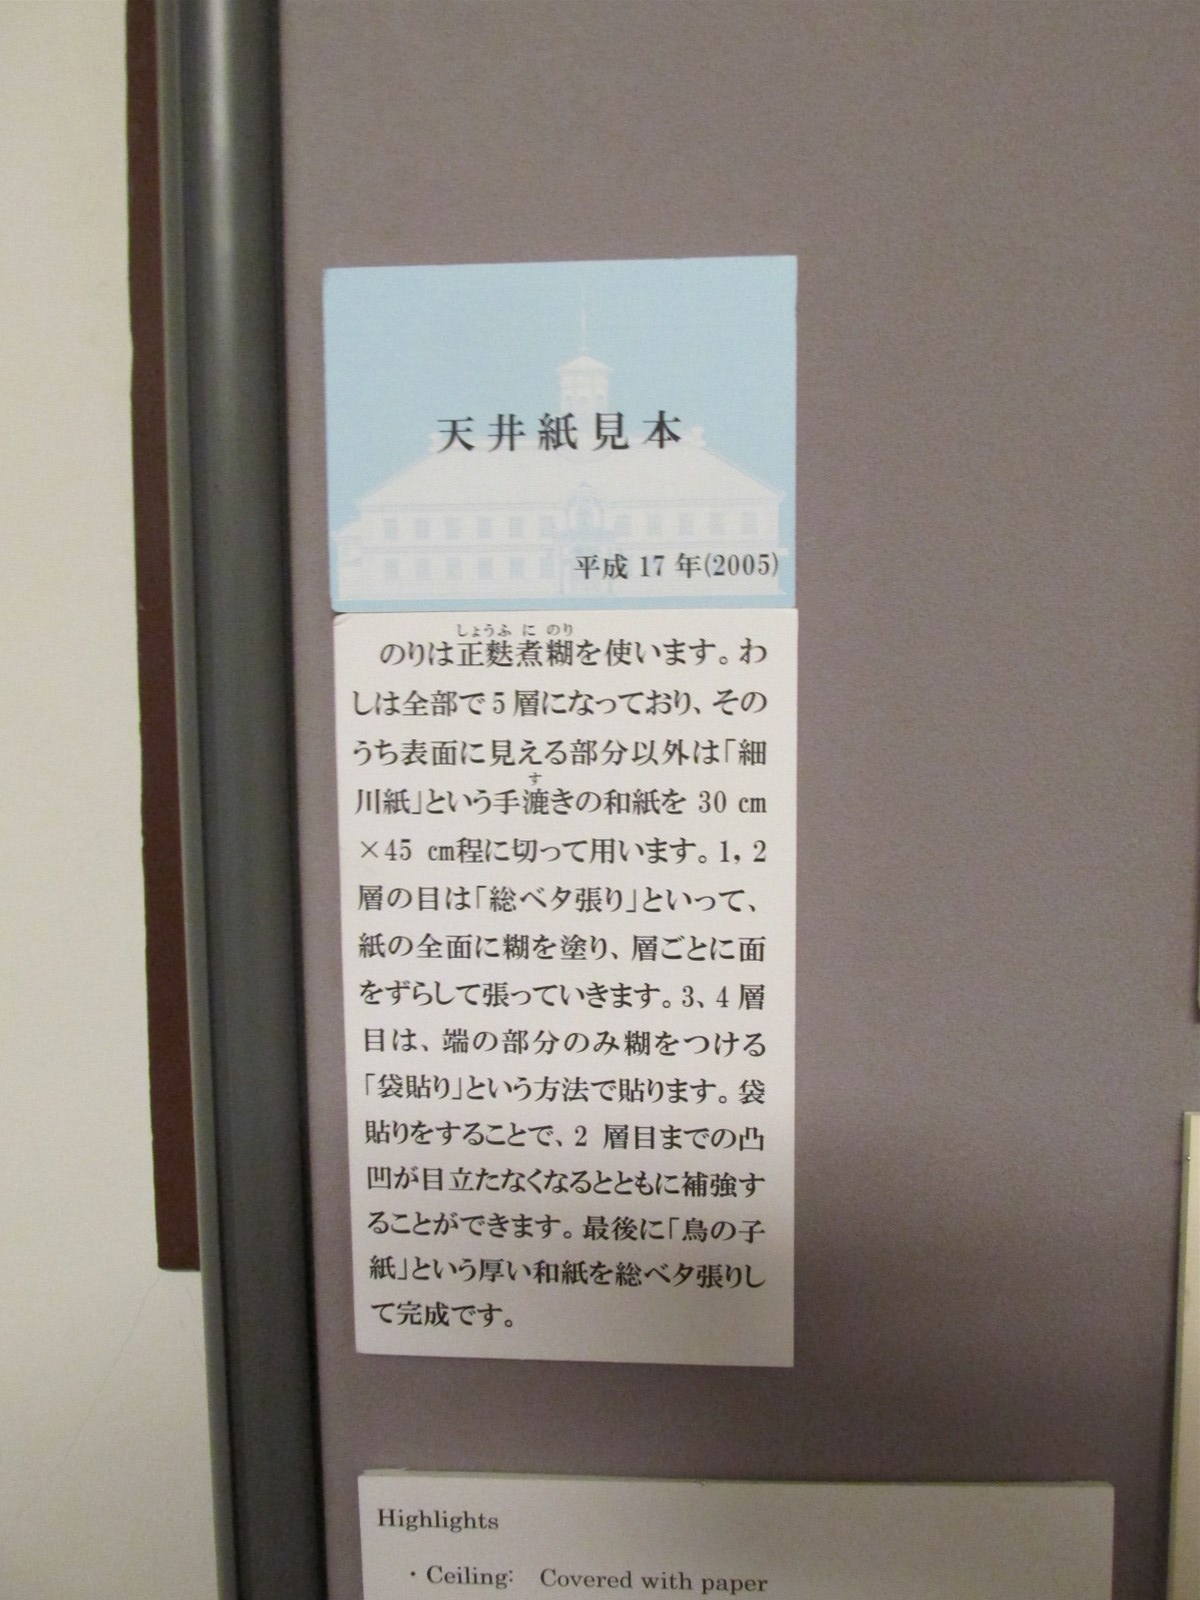 天井紙見本
平成 17 年(2005)
しょうふ に のり
のりは正麩煮糊を使います。わ
しは全部で5層になっており、その
うち表面に見える部分以外は「細
す
川紙」という手漉きの和紙を 30 cm
×45 cm程に切って用います。1, 2
層の目は「総ベタ張り」といって、
紙の全面に糊を塗り、層ごとに面
をずらして張っていきます。3、4 層
目は、端の部分のみ糊をつける
「袋貼り」という方法で貼ります。袋
貼りをすることで、2 層目までの凸
凹が目立たなくなるとともに補強す
ることができます。最後に「鳥の子
紙」という厚い和紙を総ベタ張りし
て完成です。
Highlights
・Ceiling: Covered with paper